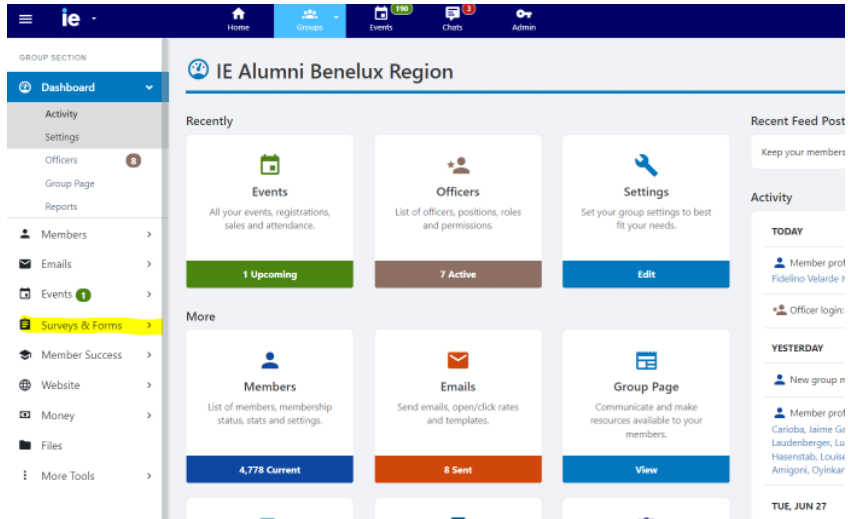 ie
Home
Groups
190
Events
3
Chats
Admin
GROUP SECTION
Dashboard
Activity
Settings
Officers 8
Group Page
Reports
Members
Emails
Events 1
Surveys & Forms
Member Success
Website
Money
Files
More Tools
IE Alumni Benelux Region
Recently
Events
All your events, registrations,
sales and attendance.
1 Upcoming
Officers
List of officers, positions, roles
and permissions.
7 Active
Settings
Set your group settings to best
fit your needs.
Edit
More
Members
List of members, membership
status, stats and settings.
4,778 Current
Emails
Send emails, open/click rates
and templates.
8 Sent
Group Page
Communicate and make
resources available to your
members.
View
Recent Feed Post
Keep your members
Activity
TODAY
Member prof
Fidelino Velarde
Officer login:
YESTERDAY
New group m
Member prof
Carioba, Jaime Ga
Laudenberger, Lu
Hasenstab, Louise
Amigoni, Oyinkar
TUE, JUN 27